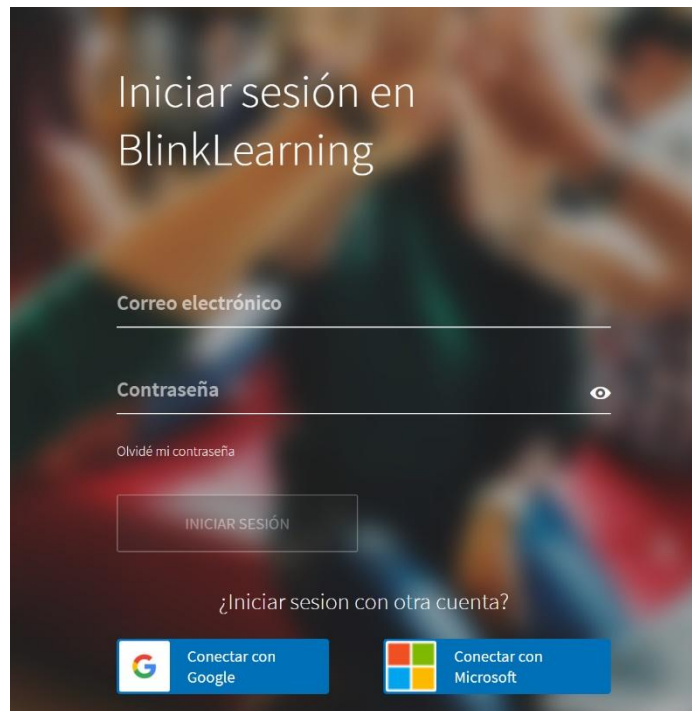 Iniciar sesión en
BlinkLearning
Correo electrónico
Contraseña
Olvidé mi contraseña
INICIAR SESIÓN
¿Iniciar sesion con otra cuenta?
Conectar con
Google
Conectar con
Microsoft